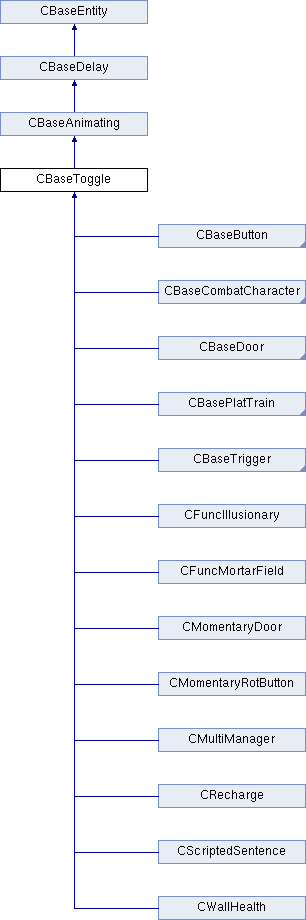 CBaseEntity
CBaseDelay
CBaseAnimating
CBaseToggle
CBaseButton
CBaseCombatCharacter
CBaseDoor
CBasePlatTrain
CBaseTrigger
CFuncIllusionary
CFuncMortarField
CMomentaryDoor
CMomentaryRotButton
CMultiManager
CRecharge
CScriptedSentence
CWallHealth